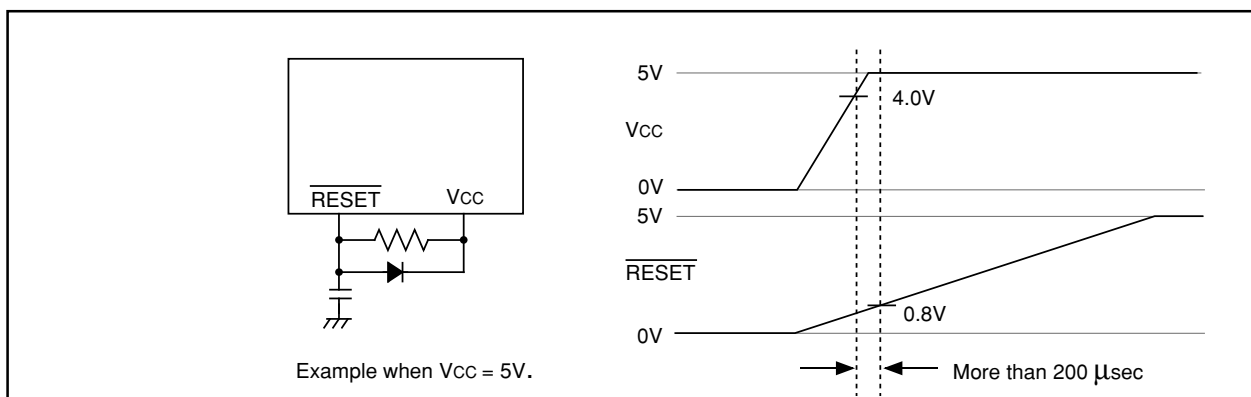 RESET
VCC
Example when VCC = 5V.
5V
4.0V
VCC
0V
5V
RESET
0.8V
0V
More than 200 μsec